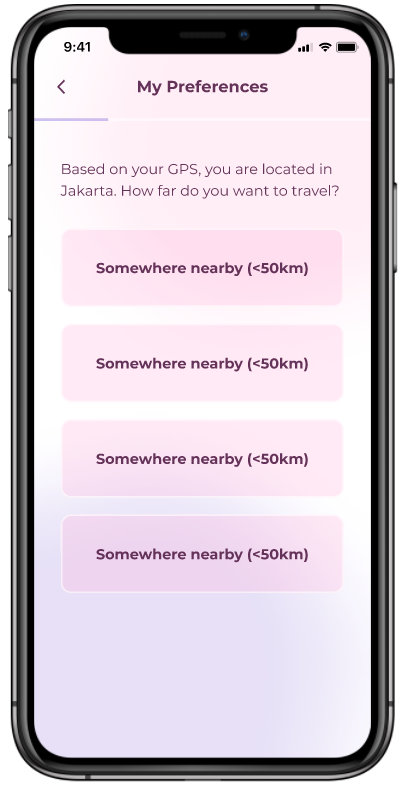 9:41
My Preferences
Based on your GPS, you are located in
Jakarta. How far do you want to travel?
Somewhere nearby (<50km)
Somewhere nearby (<50km)
Somewhere nearby (<50km)
Somewhere nearby (<50km)